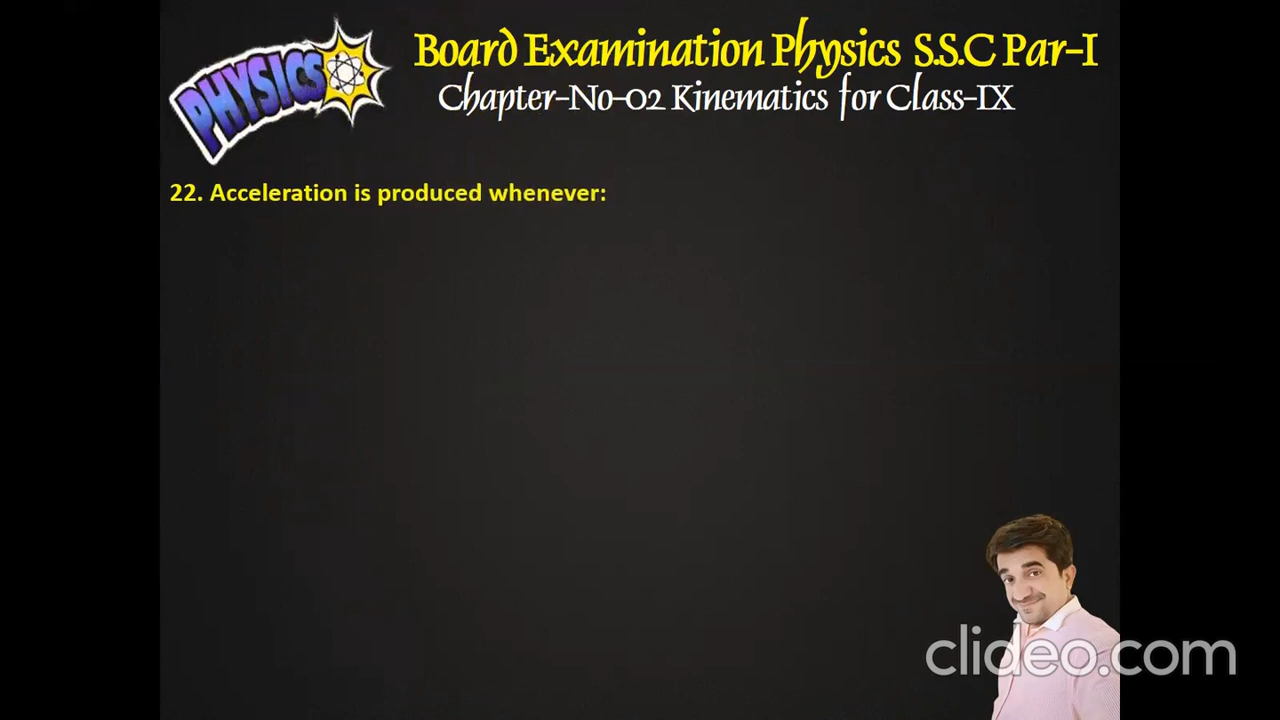 PHYSICS
Board Examination Physics S.S.C Par-I
Chapter-No-02 Kinematics for Class-IX
22. Acceleration is produced whenever:
clideo.com